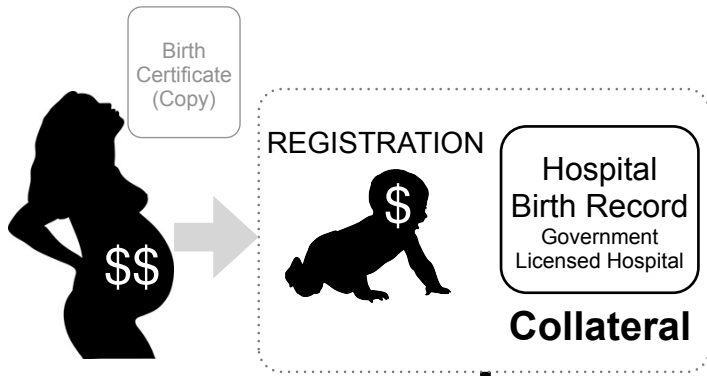 Birth
Certificate
(Copy)
REGISTRATION
$
$$
Hospital
Birth Record
Government
Licensed Hospital
Collateral